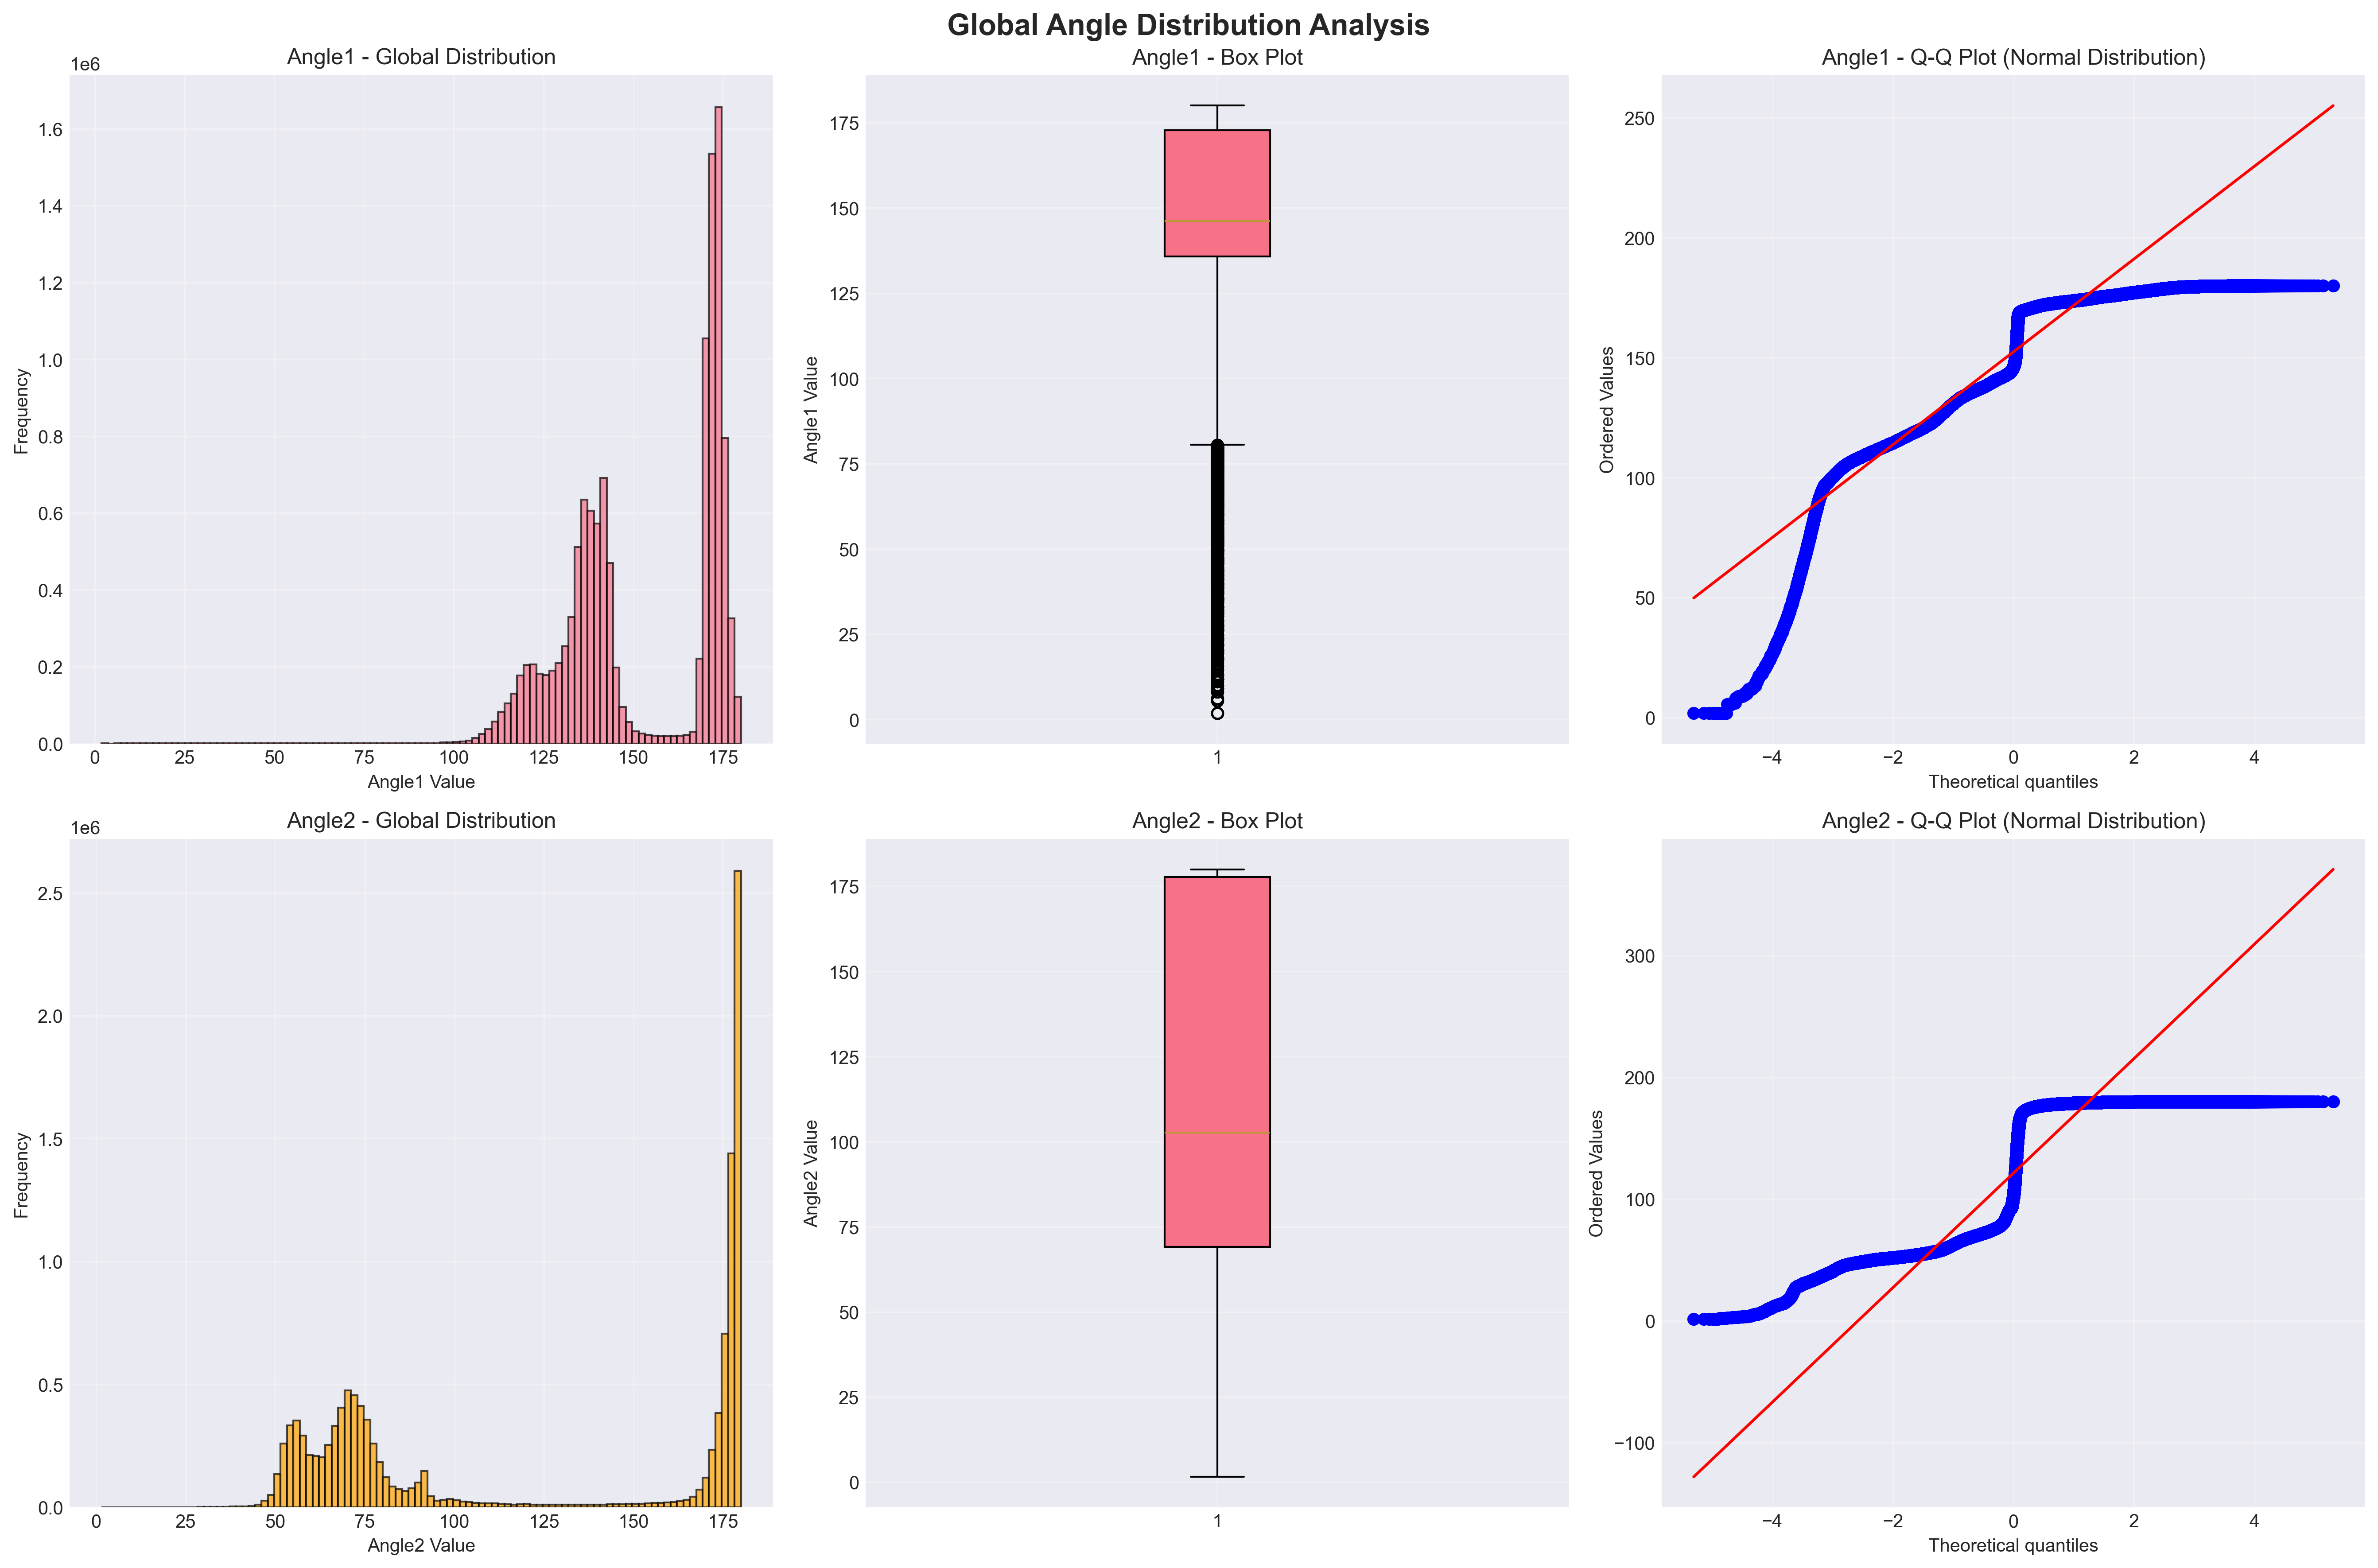 Global Angle Distribution Analysis
Angle1 - Global Distribution
1e6
1.6
1.4
1.2
1.0
0.8
0.6
0.4
0.2
0.0
Frequency
0 25 50 75 100 125 150 175
Angle1 Value
Angle1 - Box Plot
175
150
125
100
75
50
25
0
Angle1 Value
1
Angle1 - Q-Q Plot (Normal Distribution)
250
200
150
100
50
0
Ordered Values
−4 −2 0 2 4
Theoretical quantiles
Angle2 - Global Distribution
1e6
2.5
2.0
1.5
1.0
0.5
0.0
Frequency
0 25 50 75 100 125 150 175
Angle2 Value
Angle2 - Box Plot
175
150
125
100
75
50
25
0
Angle2 Value
1
Angle2 - Q-Q Plot (Normal Distribution)
300
200
100
0
−100
Ordered Values
−4 −2 0 2 4
Theoretical quantiles